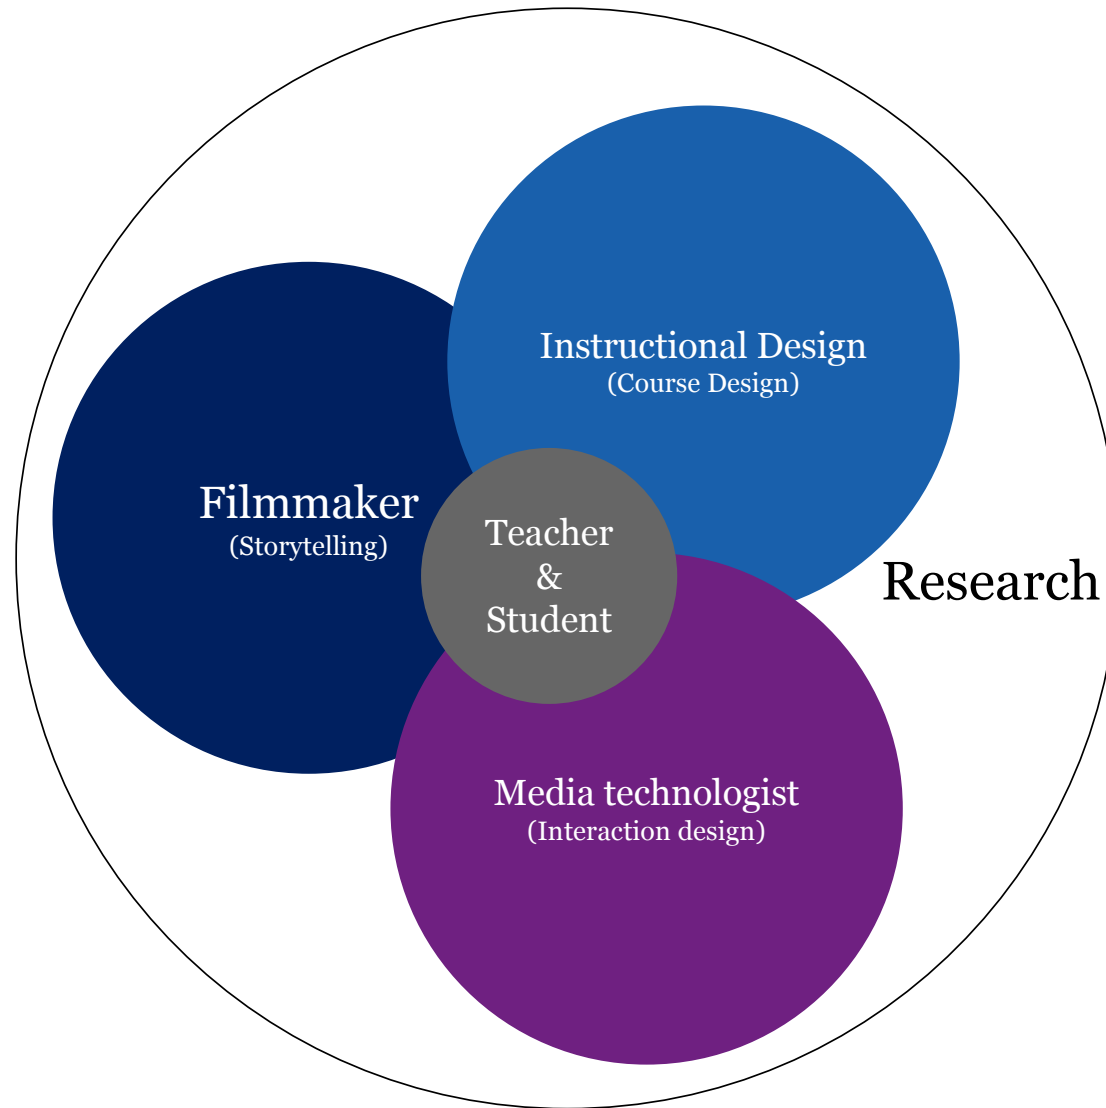 Instructional Design
(Course Design)
Filmmaker
(Storytelling)
Teacher
&
Student
Research
Media technologist
(Interaction design)